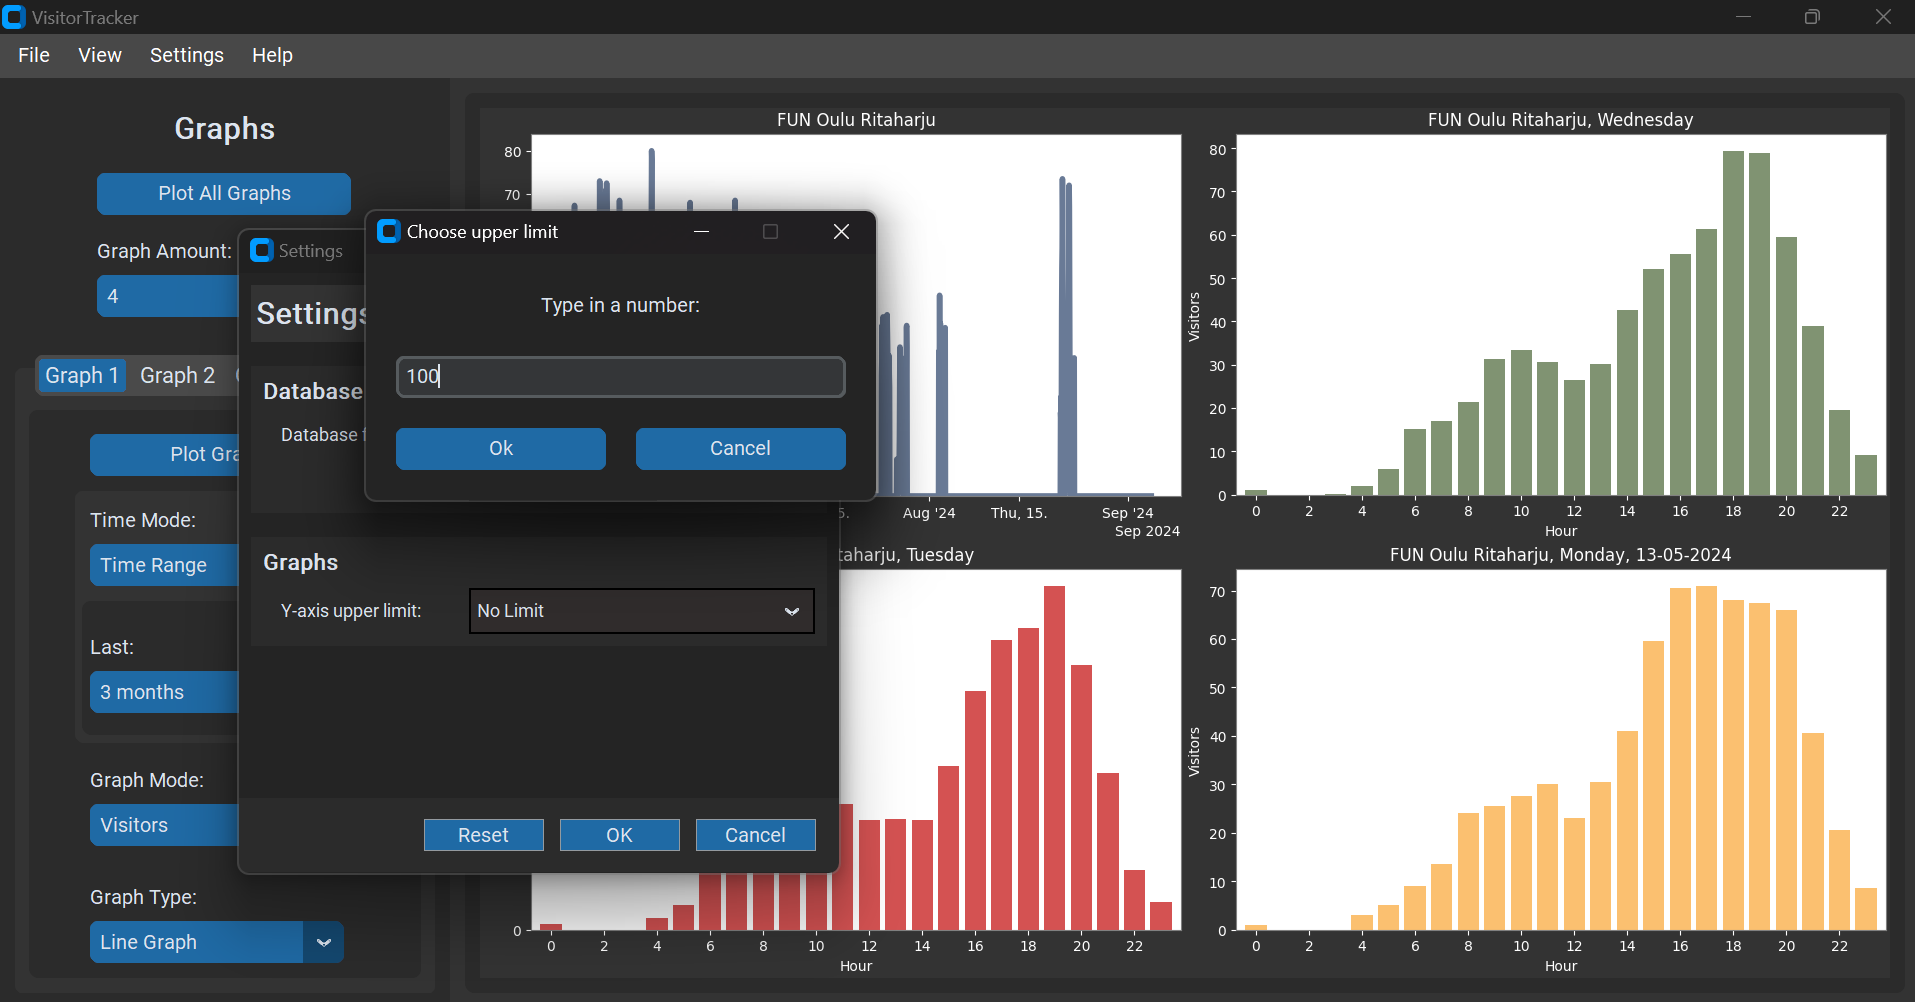 VisitorTracker
File View Settings Help
Graphs
Plot All Graphs
Graph Amount:
4
Graph 1 Graph 2
Plot Gra
Time Mode:
Time Range
Last:
3 months
Graph Mode:
Visitors
Graph Type:
Line Graph
Settings
Settings
Database
Database f
Graphs
Y-axis upper limit:
No Limit
Reset OK Cancel
Choose upper limit
Type in a number:
100
Ok Cancel
FUN Oulu Ritaharju
80
70
5. Aug '24 Thu, 15. Sep '24
Sep 2024
FUN Oulu Ritaharju, Wednesday
80
70
60
50
40
30
20
10
0
Visitors
0 2 4 6 8 10 12 14 16 18 20 22
Hour
taharju, Tuesday
0
0 2 4 6 8 10 12 14 16 18 20 22
Hour
FUN Oulu Ritaharju, Monday, 13-05-2024
70
60
50
40
30
20
10
0
Visitors
0 2 4 6 8 10 12 14 16 18 20 22
Hour